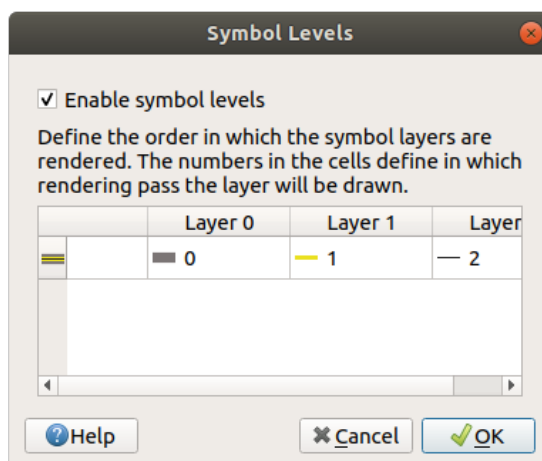 Symbol Levels
Enable symbol levels
Define the order in which the symbol layers are
rendered. The numbers in the cells define in which
rendering pass the layer will be drawn.
Layer 0 Layer 1 Layer
0 1 2
Help Cancel OK